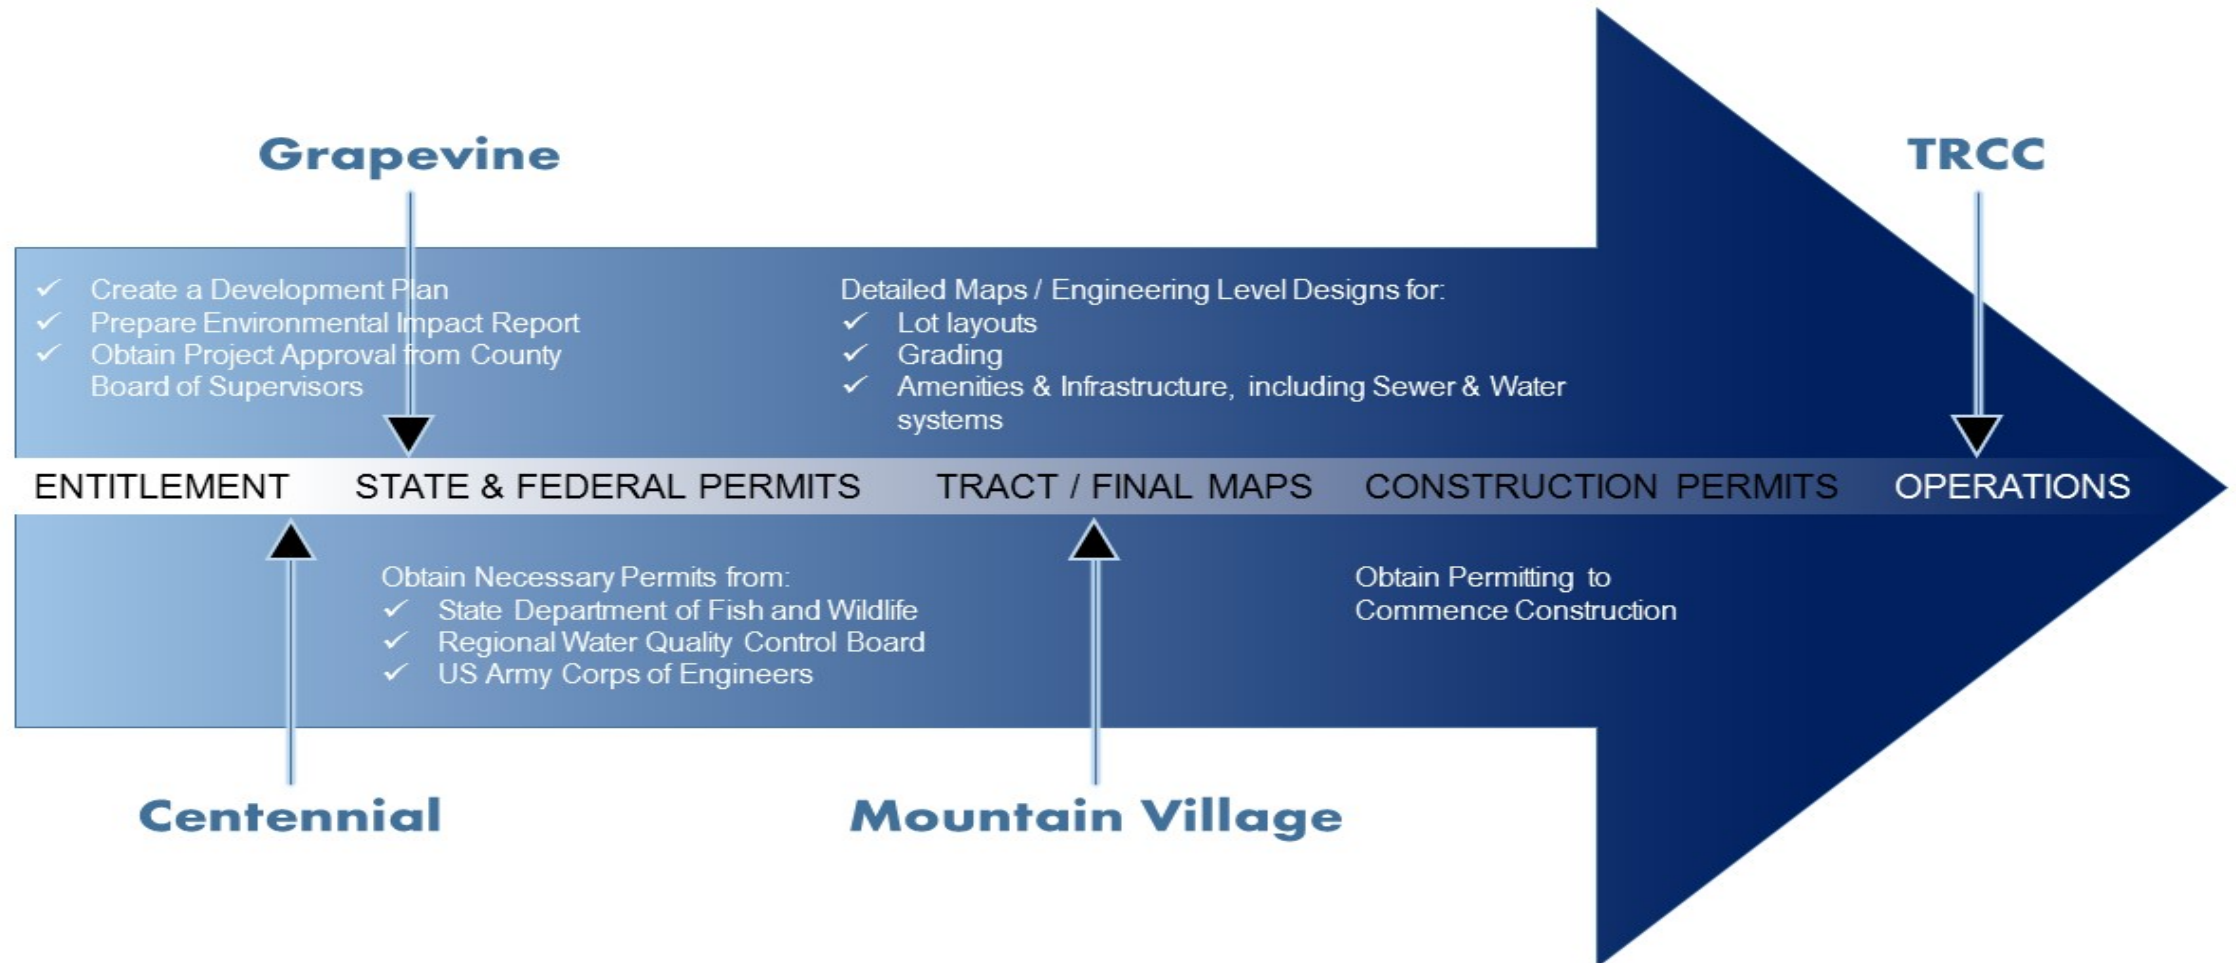 Grapevine
TRCC
✓ Create a Development Plan
✓ Prepare Environmental Impact Report
✓ Obtain Project Approval from County
Board of Supervisors
Detailed Maps / Engineering Level Designs for:
✓ Lot layouts
✓ Grading
✓ Amenities & Infrastructure, including Sewer & Water
systems
ENTITLEMENT STATE & FEDERAL PERMITS TRACT / FINAL MAPS CONSTRUCTION PERMITS OPERATIONS
Obtain Necessary Permits from:
✓ State Department of Fish and Wildlife
✓ Regional Water Quality Control Board
✓ US Army Corps of Engineers
Obtain Permitting to
Commence Construction
Centennial
Mountain Village